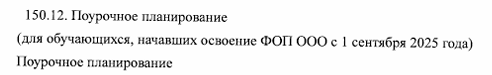 150.12. Поурочное планирование
(для обучающихся, начавших освоение ФОП ООО с 1 сентября 2025 года)
Поурочное планирование